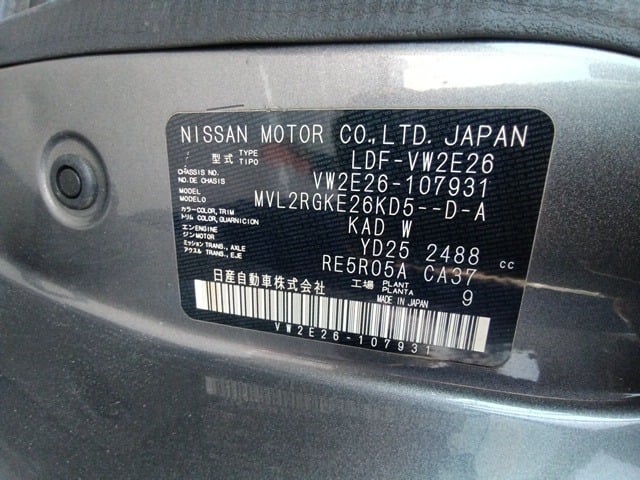 NISSAN MOTOR CO.,LTD. JAPAN
型式 TYPE TIPO LDF-VW2E26
CHASSIS NO. NO. DE CHASSIS VW2E26-107931
MODEL MODELO MVL2RGKE26KD5--D-A
カラー COLOR, TRIM トリム COLOR, GUARNICION KAD W
エンジン ENGINE MOTOR YD25 2488 cc
ミッション TRANS., AXLE アクスル TRANS., EJE RE5R05A CA37
日産自動車株式会社 工場 PLANT PLANTA 9
MADE IN JAPAN
VW2E26-107931